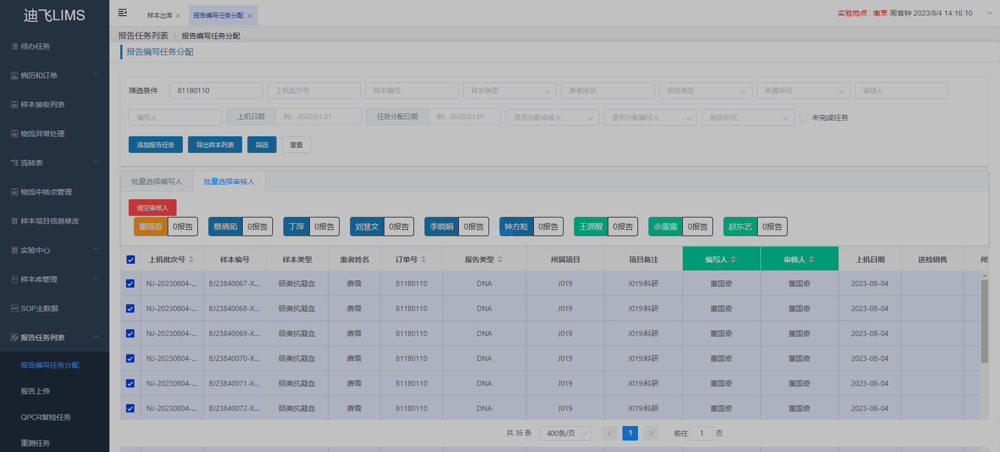 迪飞LIMS
待办任务
病历和订单
样本接收列表
物流异常处理
流转表
物流中转点管理
样本项目信息修改
实验中心
样本库管理
SOP主数据
报告任务列表
报告编写任务分配
报告上传
QPCR复检任务
重测任务
样本出库 报告编写任务分配
实验地点 : 南京 周官钟 2023/8/4 14:16:10
报告任务列表 报告编写任务分配
报告编写任务分配
筛选条件 81180110 上机批次号 样本编号 样本类型 患者姓名 报告类型 所属项目 审核人
编写人 上机日期 例：2020.01.01 任务分配日期 例：2020.01.01 是否分配审核人 是否分配编写人 报告形式 未完成任务
添加报告任务 导出样本列表 筛选 重置
批量选择编写人 批量选择审核人
清空审核人
董国奇 0报告 蔡倩茹 0报告 丁萍 0报告 刘慧文 0报告 李晓娟 0报告 钟方粒 0报告 王源醒 0报告 余露露 0报告 赵东艺 0报告
Loading
上机批次号 样本编号 样本类型 患者姓名 订单号 报告类型 所属项目 项目备注 编写人 审核人 上机日期 送检销售 所
NJ-20230804-... BJ23840067-X... 硕美抗凝血 唐雪 81180110 DNA J019 J019:科研 董国奇 董国奇 2023-08-04
NJ-20230804-... BJ23840068-X... 硕美抗凝血 唐雪 81180110 DNA J019 J019:科研 董国奇 董国奇 2023-08-04
NJ-20230804-... BJ23840069-X... 硕美抗凝血 唐雪 81180110 DNA J019 J019:科研 董国奇 董国奇 2023-08-04
NJ-20230804-... BJ23840070-X... 硕美抗凝血 唐雪 81180110 DNA J019 J019:科研 董国奇 董国奇 2023-08-04
NJ-20230804-... BJ23840071-X... 硕美抗凝血 唐雪 81180110 DNA J019 J019:科研 董国奇 董国奇 2023-08-04
NJ-20230804-... BJ23840072-X... 硕美抗凝血 唐雪 81180110 DNA J019 J019:科研 董国奇 董国奇 2023-08-04
共 35 条 400条/页 1 前往 1 页